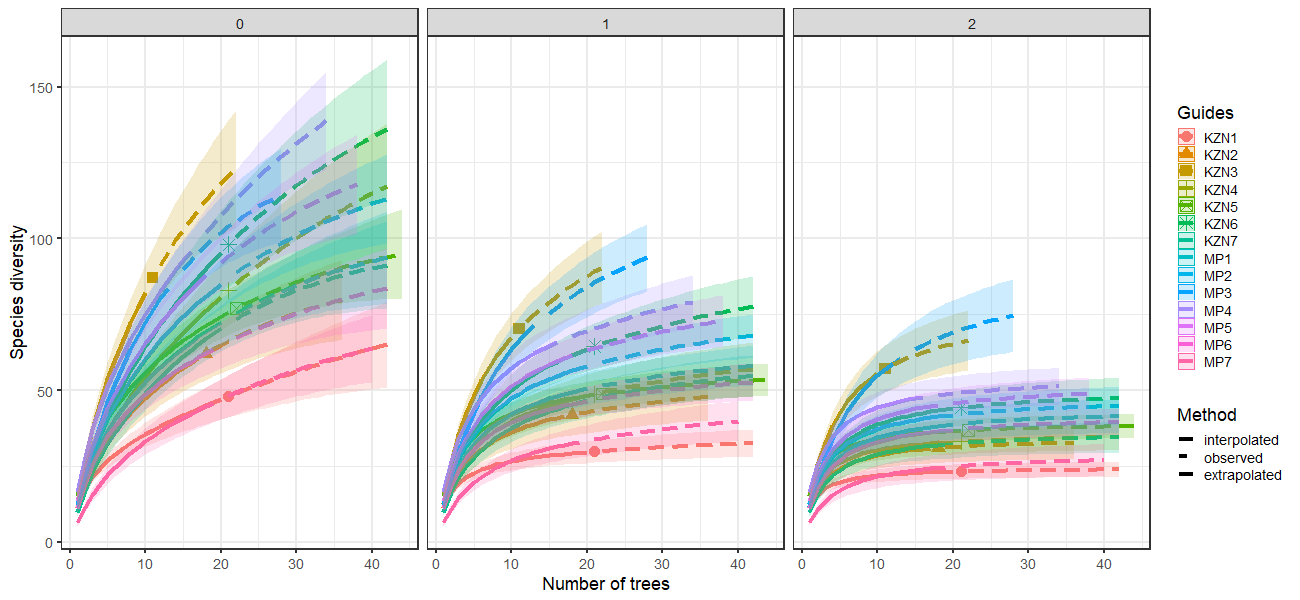 0 1 2
150
100
50
0
Species diversity
0 10 20 30 40 0 10 20 30 40 0 10 20 30 40
Number of trees
Guides
KZN1
KZN2
KZN3
KZN4
KZN5
KZN6
KZN7
MP1
MP2
MP3
MP4
MP5
MP6
MP7
Method
interpolated
observed
extrapolated